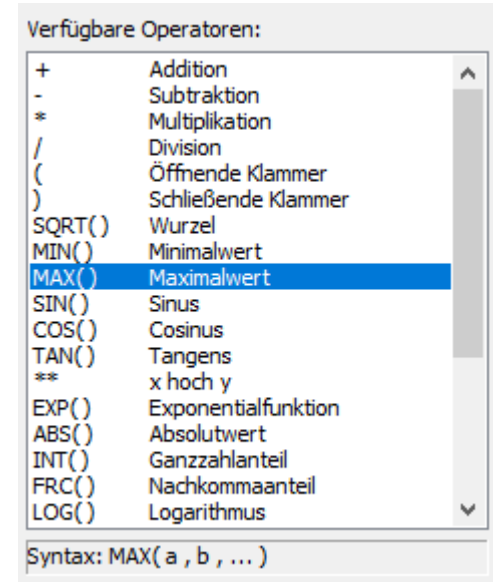 Verfügbare Operatoren:
+ Addition
- Subtraktion
* Multiplikation
/ Division
( Öffnende Klammer
) Schließende Klammer
SQRT() Wurzel
MIN() Minimalwert
MAX() Maximalwert
SIN() Sinus
COS() Cosinus
TAN() Tangens
** x hoch y
EXP() Exponentialfunktion
ABS() Absolutwert
INT() Ganzzahlanteil
FRC() Nachkommaanteil
LOG() Logarithmus
Syntax: MAX( a , b , ... )